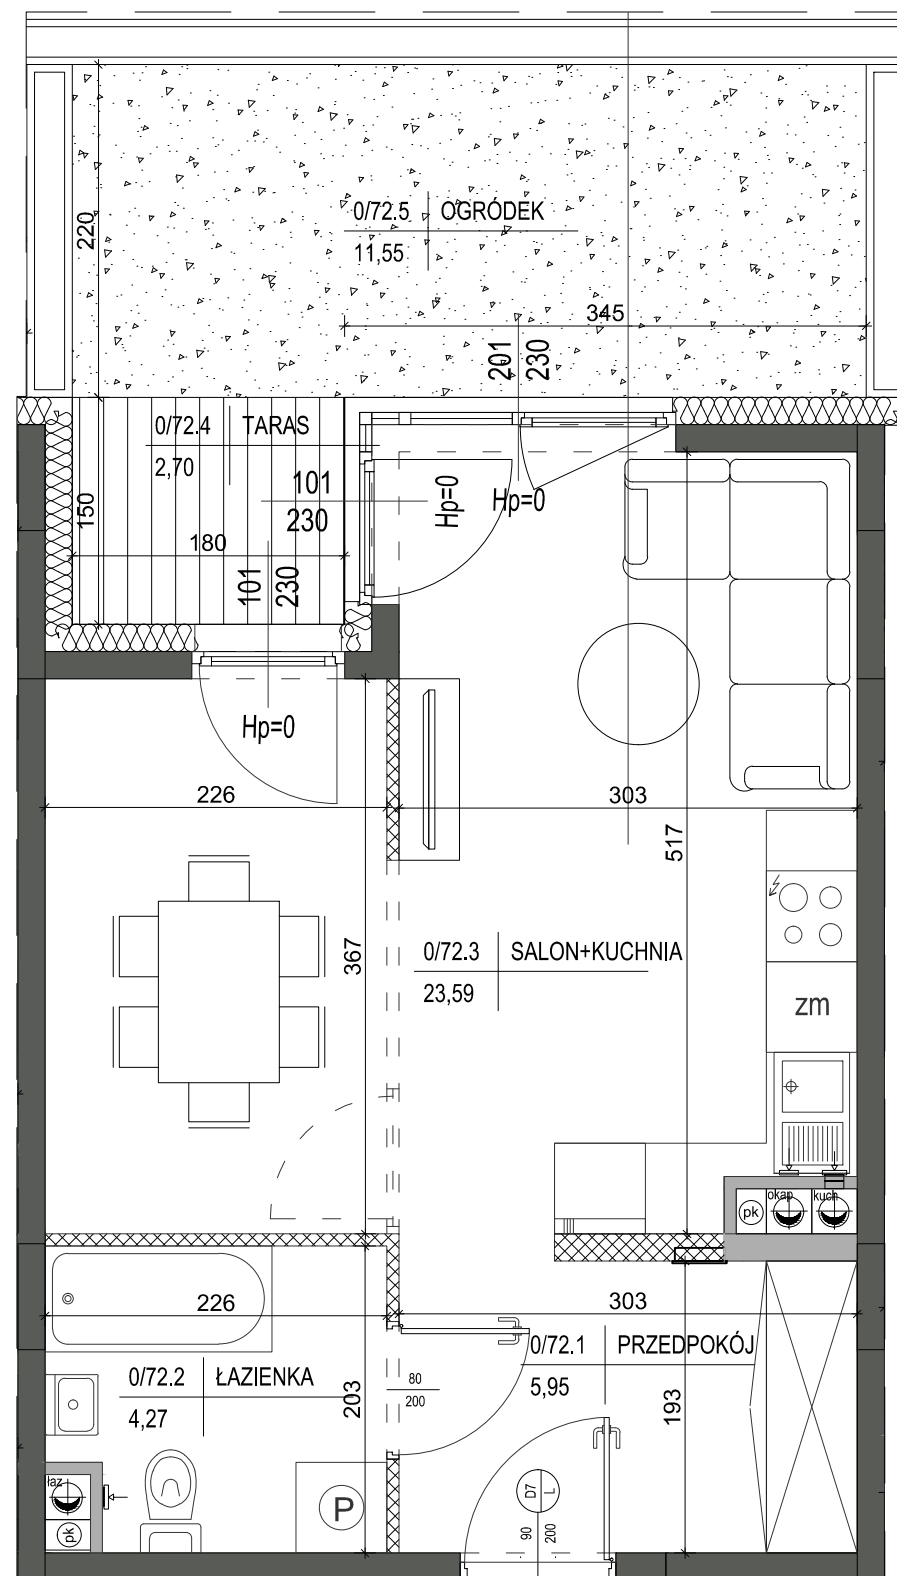 0/72.5 OGRÓDEK
11,55
220
345
201
230
0/72.4 TARAS
2,70
101
230
150
180
101
230
Hp=0
Hp=0
Hp=0
226
303
517
367
0/72.3 SALON+KUCHNIA
23,59
zm
pk
okap
kuch
226
303
0/72.1 PRZEDPOKÓJ
5,95
0/72.2 ŁAZIENKA
4,27
80
200
203
193
łaz
pk
P
D7
L
90
200